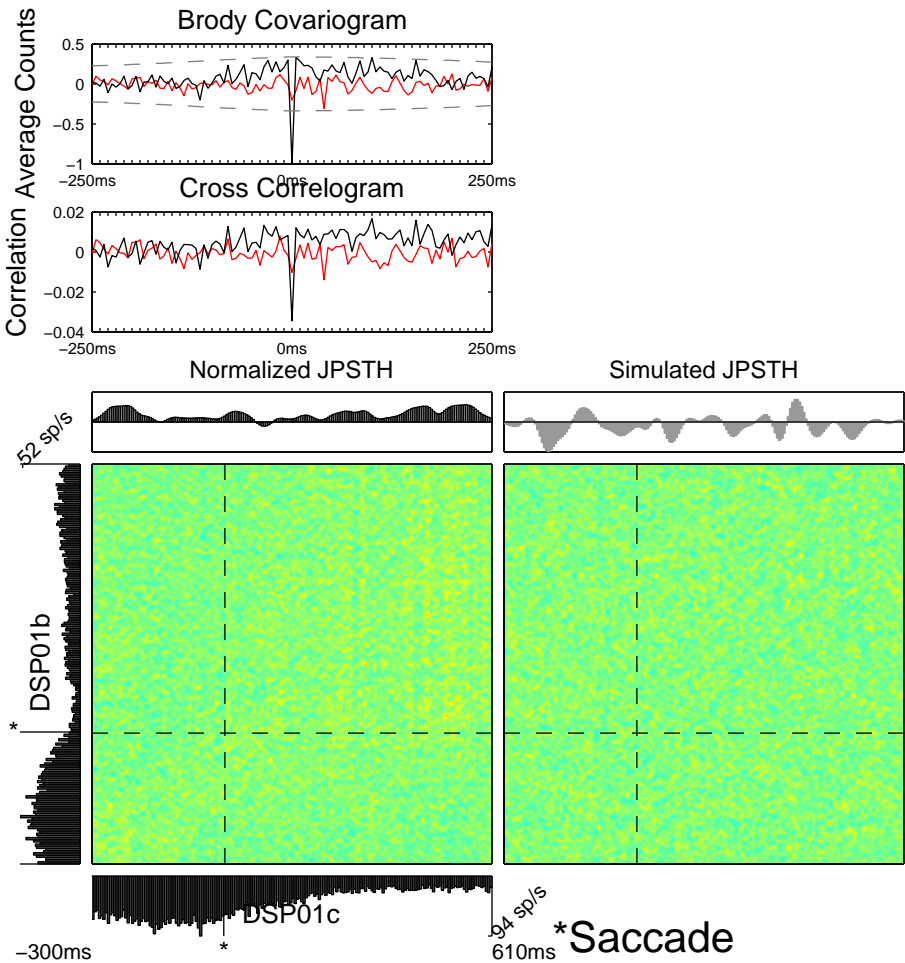 Brody Covariogram
Average Counts
0.5
0
−0.5
−1
−250ms
0ms
250ms
Cross Correlogram
Correlation
0.02
0
−0.02
−0.04
−250ms
0ms
250ms
Normalized JPSTH
Simulated JPSTH
52 sp/s
DSP01b
*
DSP01c
*
94 sp/s
−300ms
610ms
*Saccade